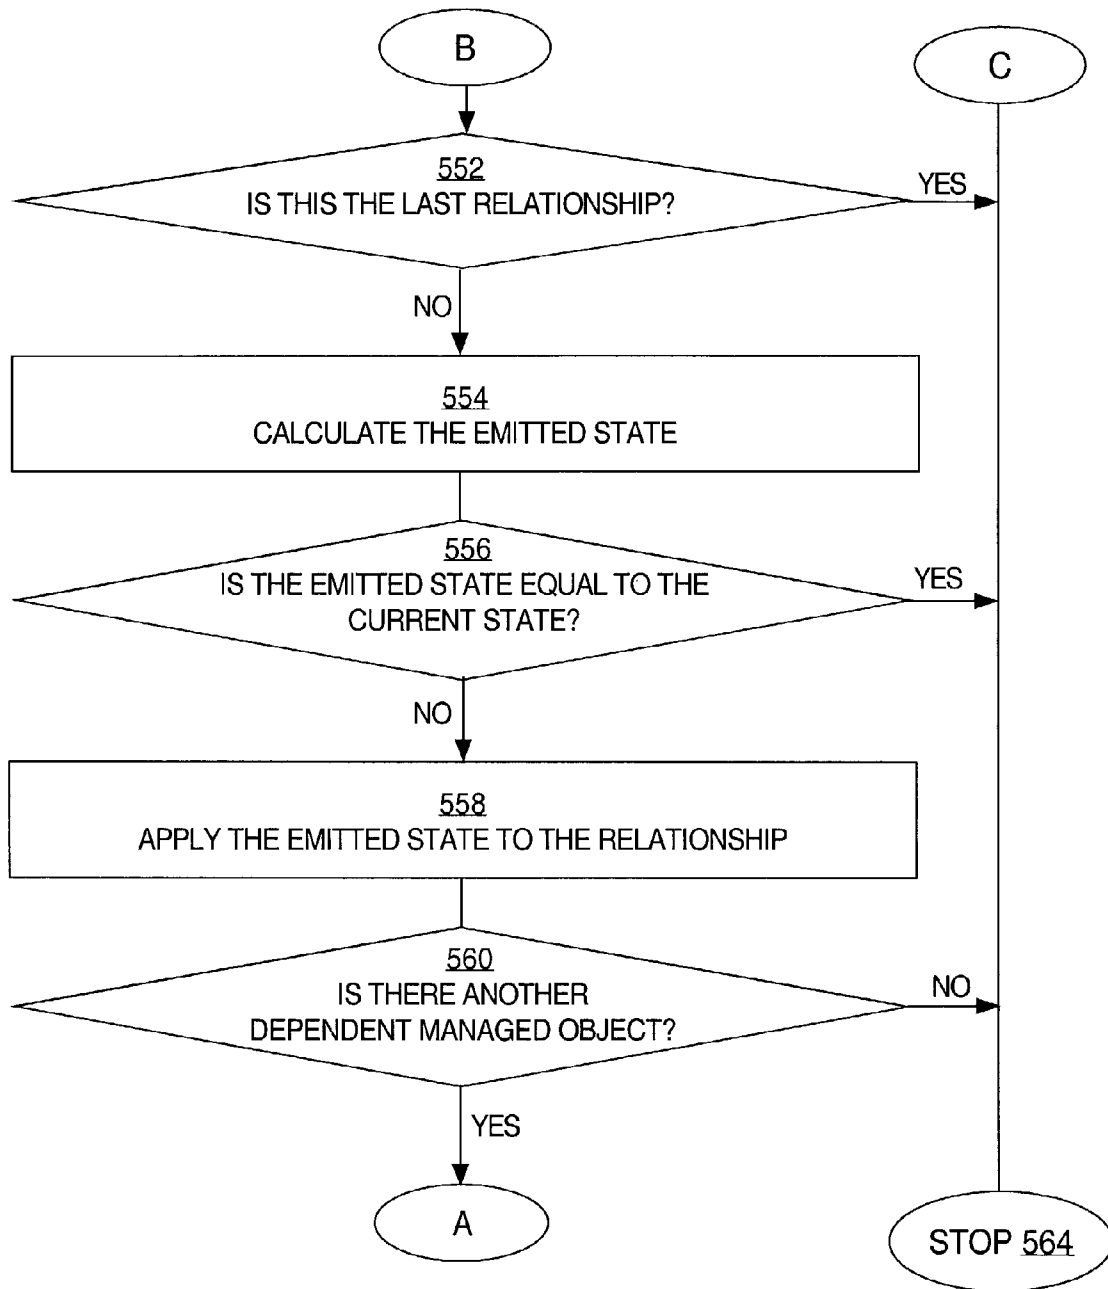 B
C
552
IS THIS THE LAST RELATIONSHIP?
YES
NO
554
CALCULATE THE EMITTED STATE
556
IS THE EMITTED STATE EQUAL TO THE
CURRENT STATE?
YES
NO
558
APPLY THE EMITTED STATE TO THE RELATIONSHIP
560
IS THERE ANOTHER
DEPENDENT MANAGED OBJECT?
NO
YES
A
STOP 564